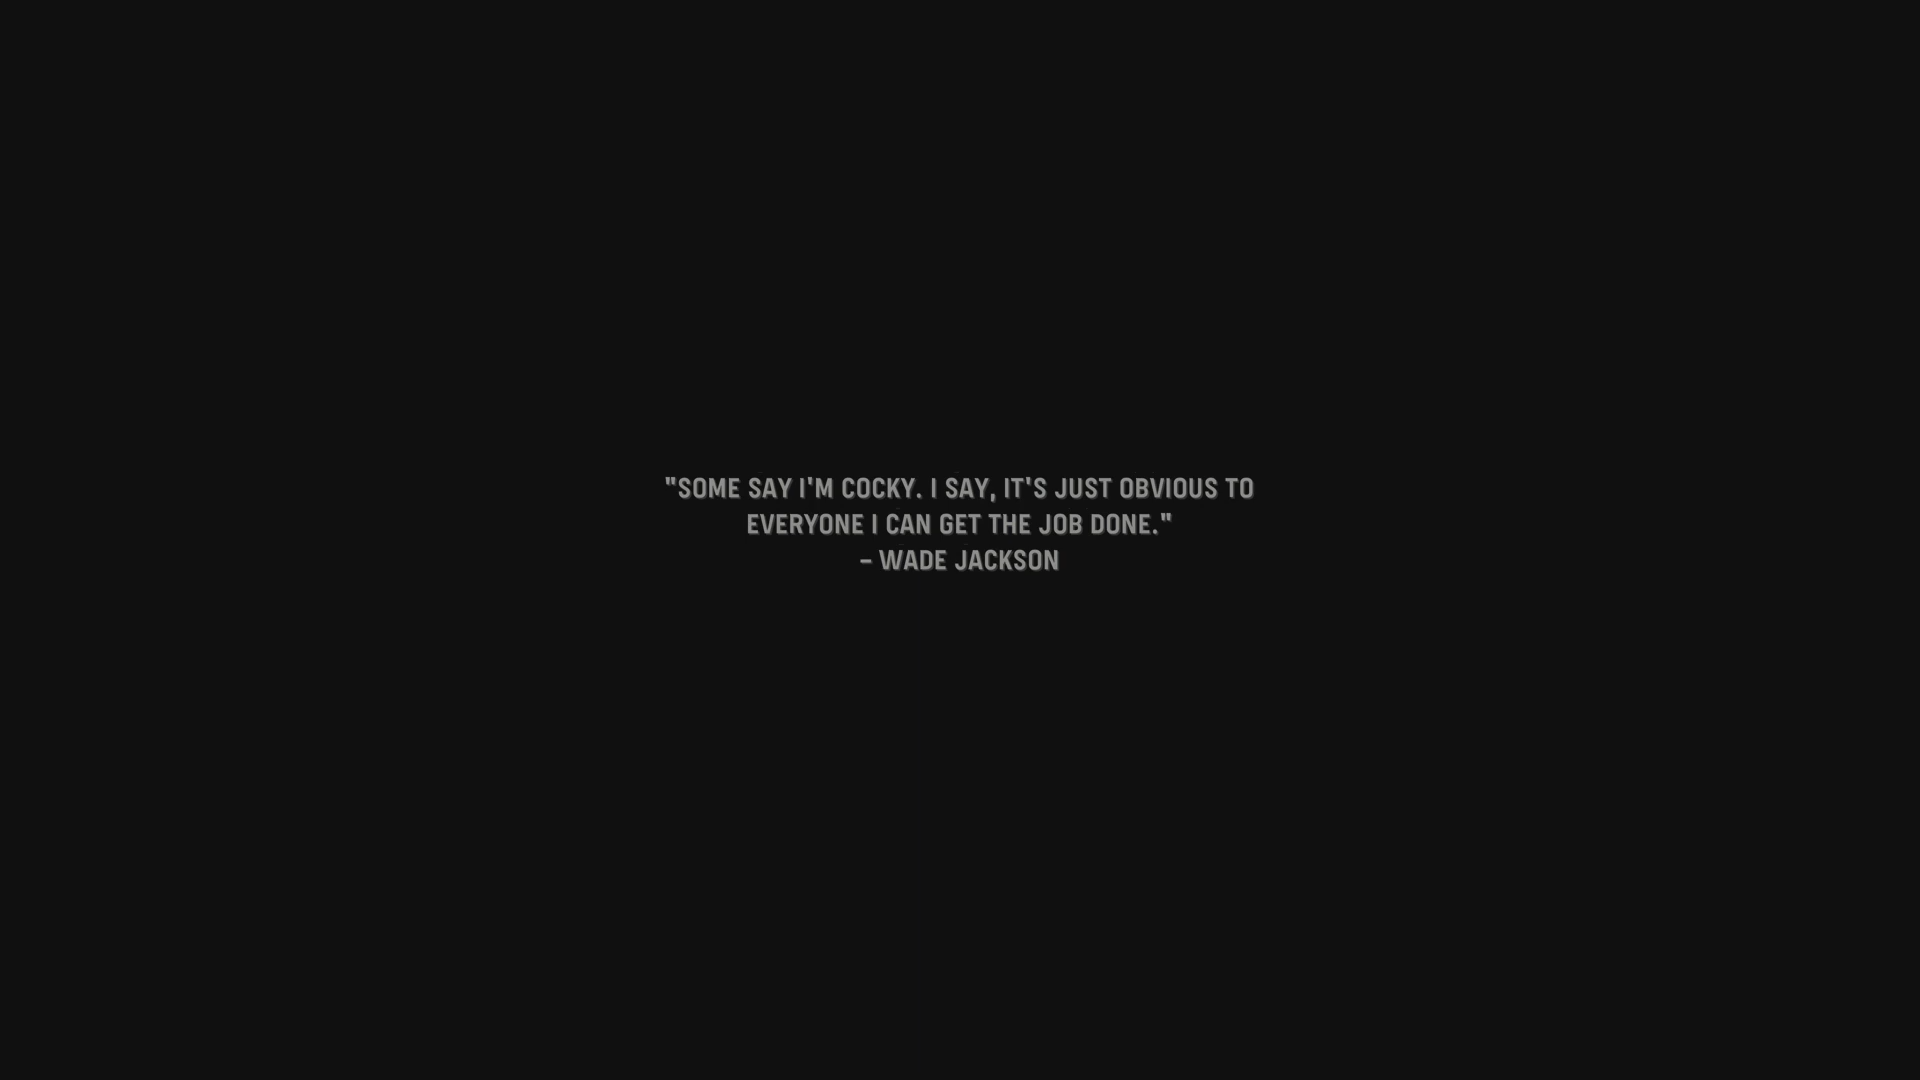 "SOME SAY I'M COCKY. I SAY, IT'S JUST OBVIOUS TO
EVERYONE I CAN GET THE JOB DONE."
– WADE JACKSON